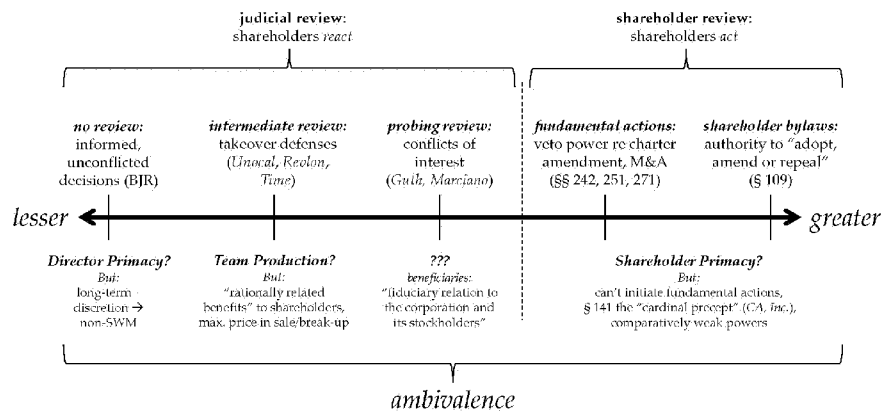 judicial review:
shareholders react
shareholder review:
shareholders act
no review:
informed,
unconflicted
decisions (BJR)
intermediate review:
takeover defenses
(Unocal, Revlon,
Time)
probing review:
conflicts of
interest
(Guth, Marciano)
fundamental actions:
veto power re charter
amendment, M&A
(§§ 242, 251, 271)
shareholder bylaws:
authority to “adopt,
amend or repeal”
(§ 109)
lesser
greater
Director Primacy?
But:
long-term
discretion →
non-SWM
Team Production?
But:
“rationally related
benefits” to shareholders,
max. price in sale/break-up
???
beneficiaries:
“fiduciary relation to
the corporation and
its stockholders”
Shareholder Primacy?
But:
can’t initiate fundamental actions,
§ 141 the “cardinal precept” (CA, Inc.),
comparatively weak powers
ambivalence